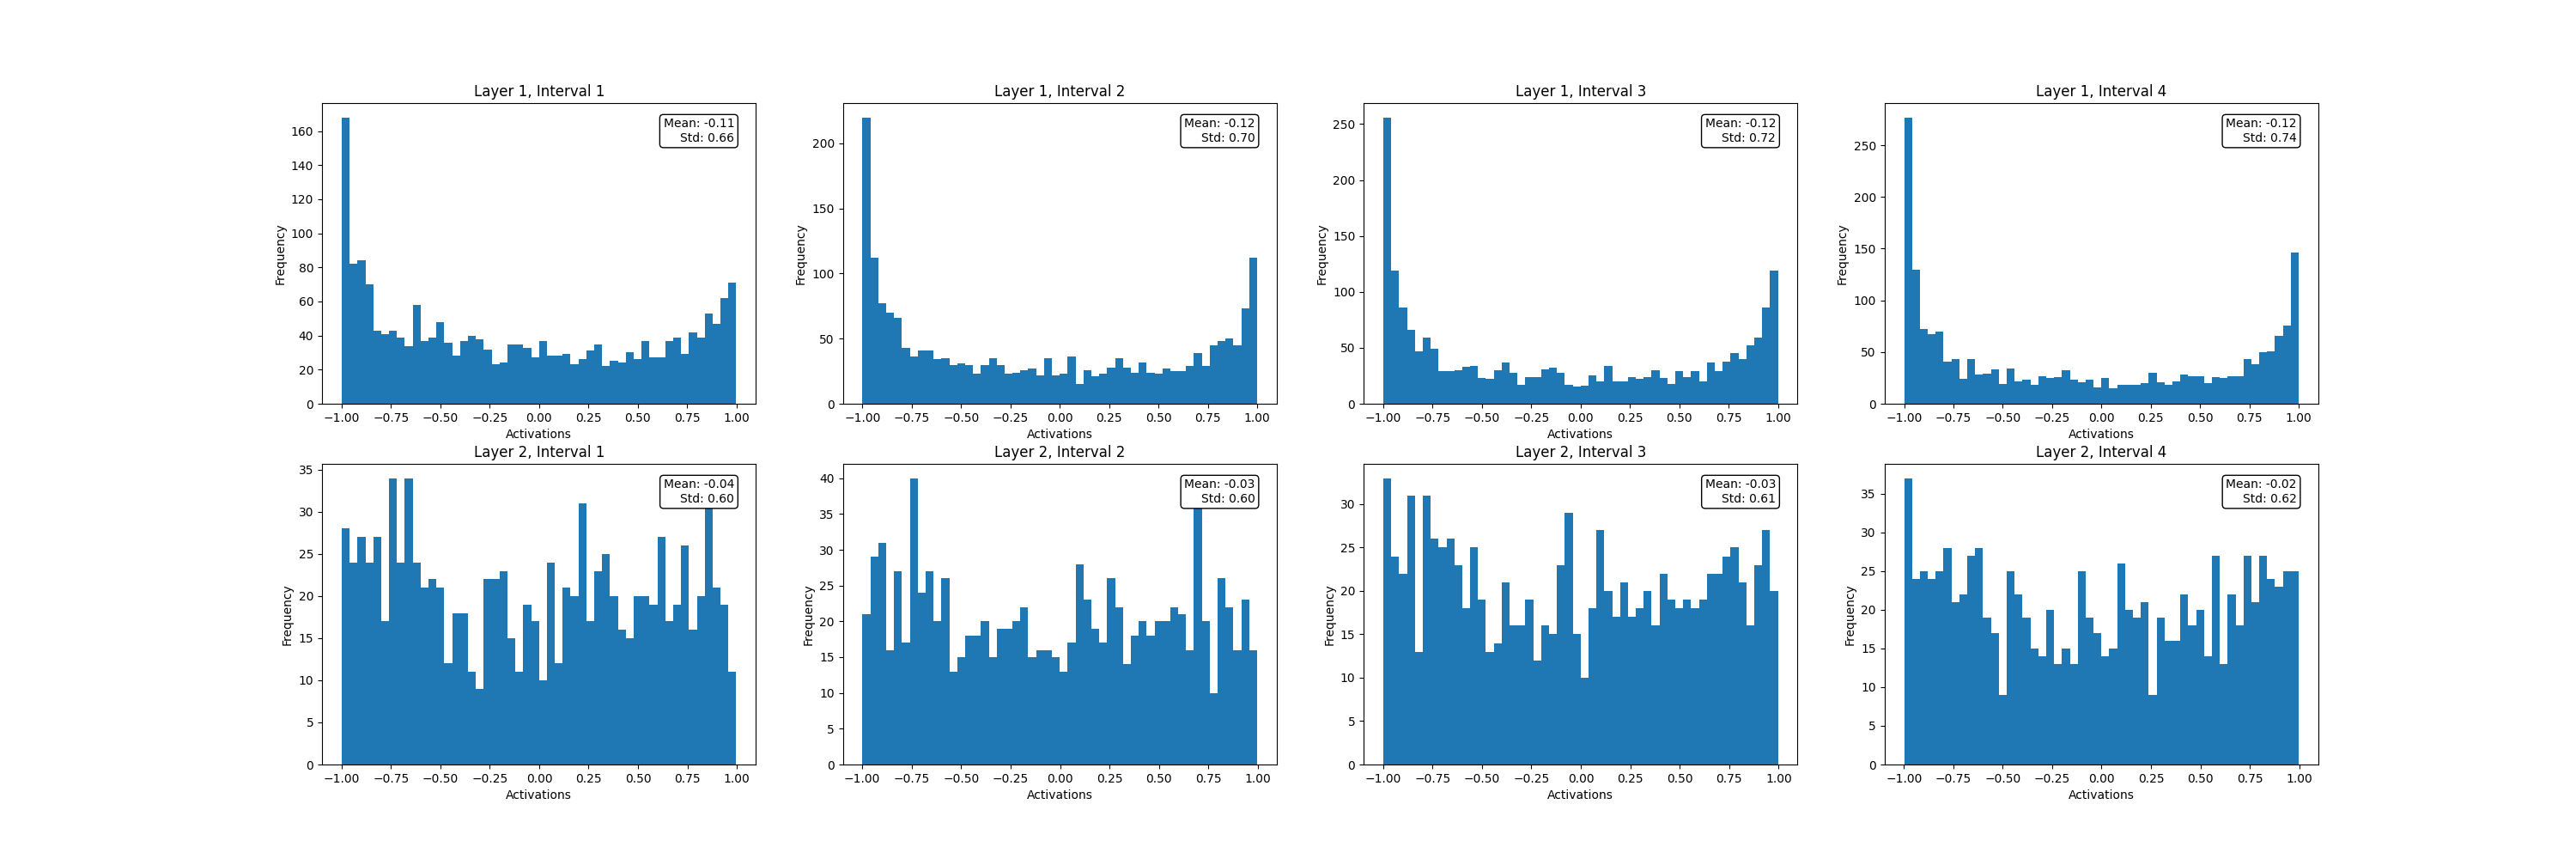 Layer 1, Interval 1
Mean: -0.11
Std: 0.66
Frequency
160
140
120
100
80
60
40
20
0
−1.00 −0.75 −0.50 −0.25 0.00 0.25 0.50 0.75 1.00
Activations
Layer 1, Interval 2
Mean: -0.12
Std: 0.70
Frequency
200
150
100
50
0
−1.00 −0.75 −0.50 −0.25 0.00 0.25 0.50 0.75 1.00
Activations
Layer 1, Interval 3
Mean: -0.12
Std: 0.72
Frequency
250
200
150
100
50
0
−1.00 −0.75 −0.50 −0.25 0.00 0.25 0.50 0.75 1.00
Activations
Layer 1, Interval 4
Mean: -0.12
Std: 0.74
Frequency
250
200
150
100
50
0
−1.00 −0.75 −0.50 −0.25 0.00 0.25 0.50 0.75 1.00
Activations
Layer 2, Interval 1
Mean: -0.04
Std: 0.60
Frequency
35
30
25
20
15
10
5
0
−1.00 −0.75 −0.50 −0.25 0.00 0.25 0.50 0.75 1.00
Activations
Layer 2, Interval 2
Mean: -0.03
Std: 0.60
Frequency
40
35
30
25
20
15
10
5
0
−1.00 −0.75 −0.50 −0.25 0.00 0.25 0.50 0.75 1.00
Activations
Layer 2, Interval 3
Mean: -0.03
Std: 0.61
Frequency
30
25
20
15
10
5
0
−1.00 −0.75 −0.50 −0.25 0.00 0.25 0.50 0.75 1.00
Activations
Layer 2, Interval 4
Mean: -0.02
Std: 0.62
Frequency
35
30
25
20
15
10
5
0
−1.00 −0.75 −0.50 −0.25 0.00 0.25 0.50 0.75 1.00
Activations